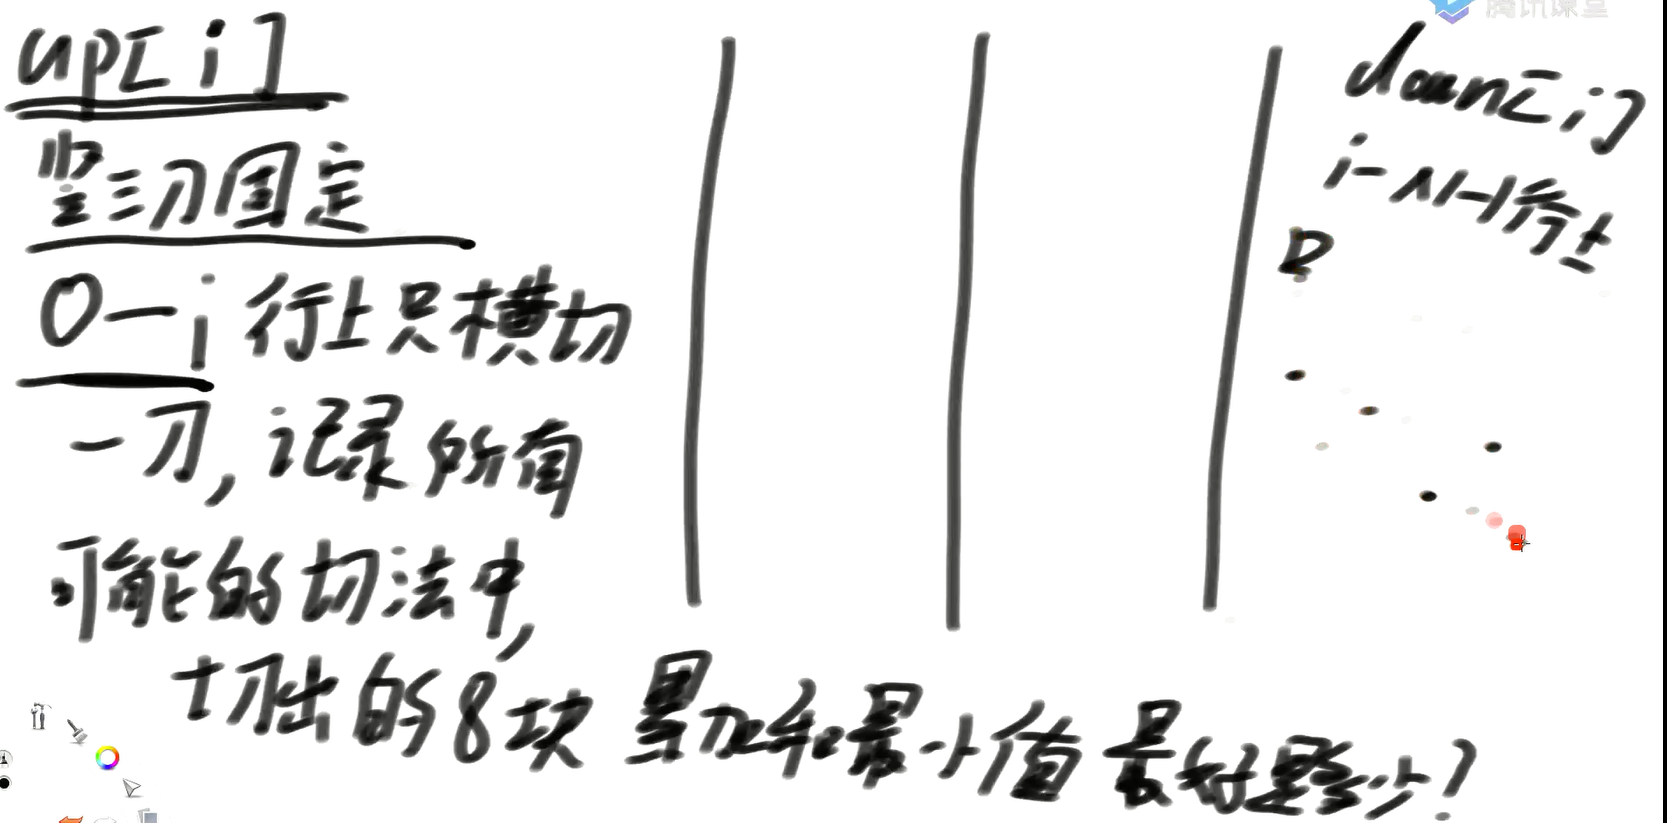 up[i]
竖三刀固定
0-i 行上只横切
一刀,记录所有
可能的切法中,
切出的8块 累加和最小值 最好是多少?
down[i]
i-N-1行上
腾讯课堂